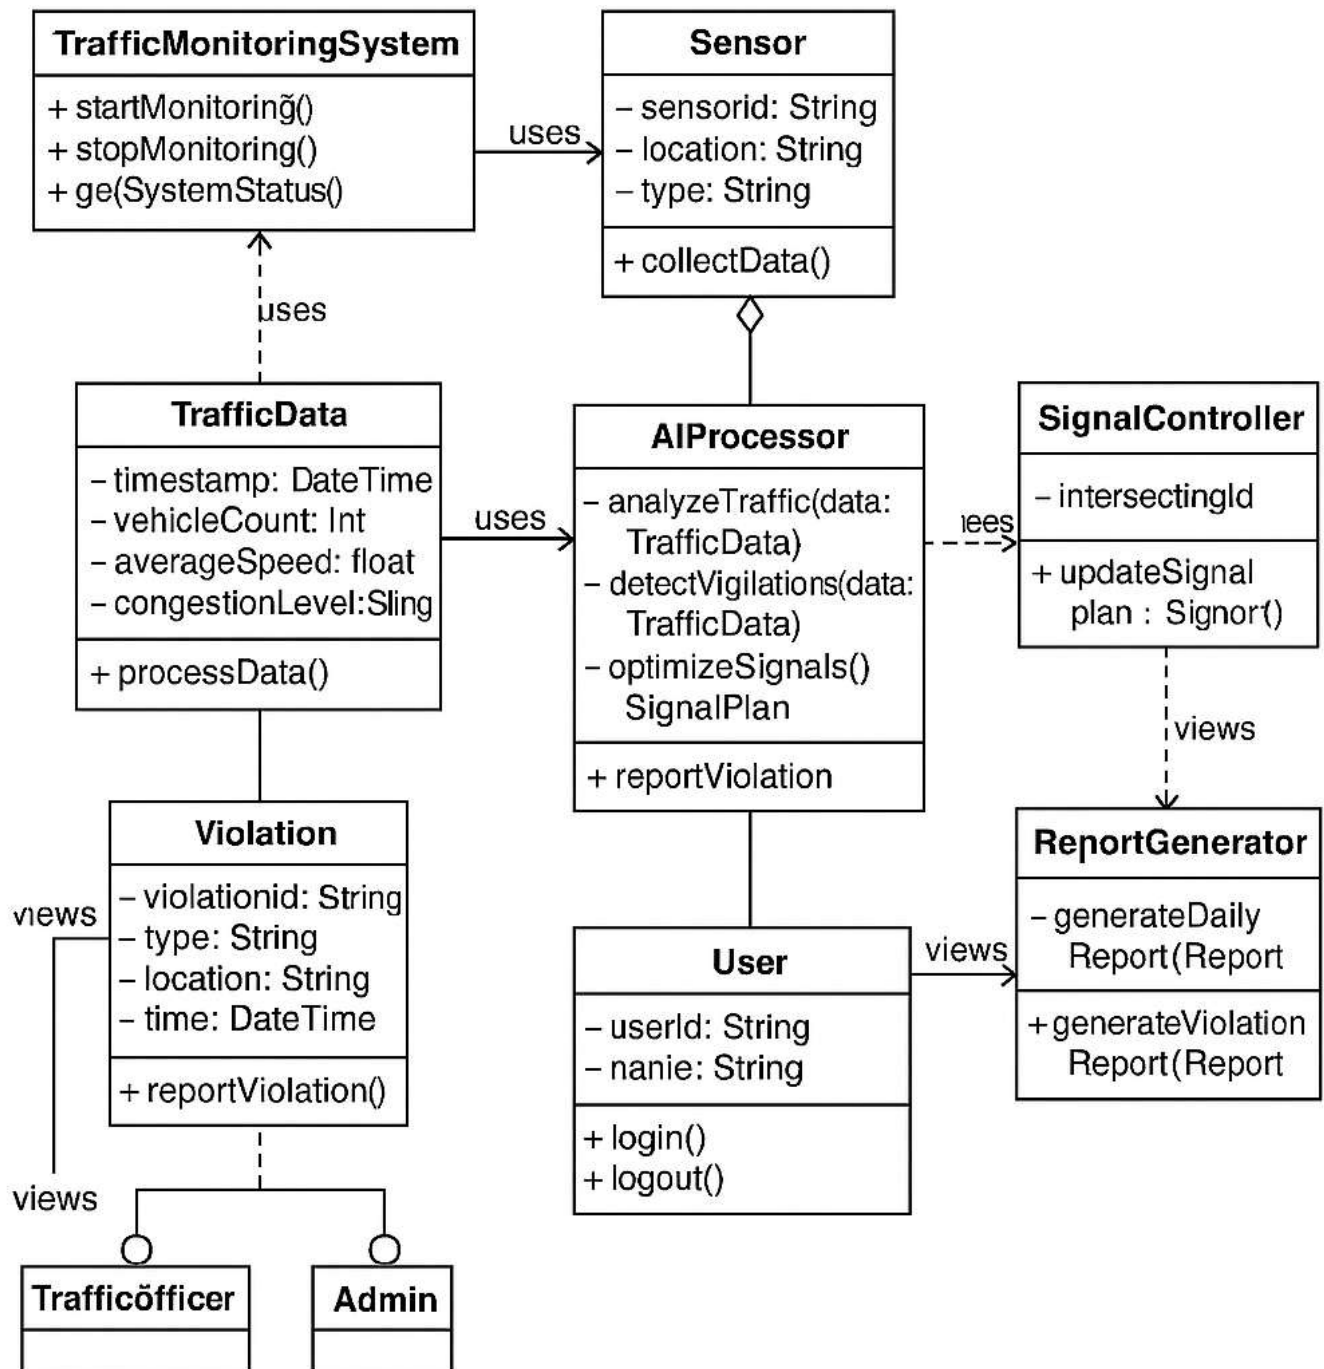 TrafficMonitoringSystem
+ startMonitorinğ()
+ stopMonitoring()
+ ge(SystemStatus()
uses
Sensor
– sensorid: String
– location: String
– type: String
+ collectData()
uses
TrafficData
– timestamp: DateTime
– vehicleCount: Int
– averageSpeed: float
– congestionLevel:Sling
+ processData()
uses
AIProcessor
– analyzeTraffic(data:
TrafficData)
– detectVigilations(data:
TrafficData)
– optimizeSignals()
SignalPlan
+ reportViolation
ıees
SignalController
– intersectingId
+ updateSignal
plan : Signor()
views
Violation
– violationid: String
– type: String
– location: String
– time: DateTime
+ reportViolation()
views
views
User
– userId: String
– nanie: String
+ login()
+ logout()
views
ReportGenerator
– generateDaily
Report(Report
+ generateViolation
Report(Report
Trafficŏfficer
Admin